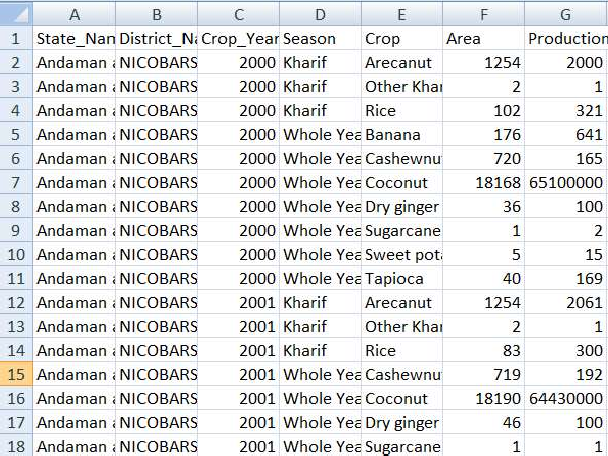 A B C D E F G
1 State_Nan District_Na Crop_Year Season Crop Area Production
2 Andaman a NICOBARS 2000 Kharif Arecanut 1254 2000
3 Andaman a NICOBARS 2000 Kharif Other Khar 2 1
4 Andaman a NICOBARS 2000 Kharif Rice 102 321
5 Andaman a NICOBARS 2000 Whole Yea Banana 176 641
6 Andaman a NICOBARS 2000 Whole Yea Cashewnu 720 165
7 Andaman a NICOBARS 2000 Whole Yea Coconut 18168 65100000
8 Andaman a NICOBARS 2000 Whole Yea Dry ginger 36 100
9 Andaman a NICOBARS 2000 Whole Yea Sugarcane 1 2
10 Andaman a NICOBARS 2000 Whole Yea Sweet pota 5 15
11 Andaman a NICOBARS 2000 Whole Yea Tapioca 40 169
12 Andaman a NICOBARS 2001 Kharif Arecanut 1254 2061
13 Andaman a NICOBARS 2001 Kharif Other Khar 2 1
14 Andaman a NICOBARS 2001 Kharif Rice 83 300
15 Andaman a NICOBARS 2001 Whole Yea Cashewnu 719 192
16 Andaman a NICOBARS 2001 Whole Yea Coconut 18190 64430000
17 Andaman a NICOBARS 2001 Whole Yea Dry ginger 46 100
18 Andaman a NICOBARS 2001 Whole Yea Sugarcane 1 1